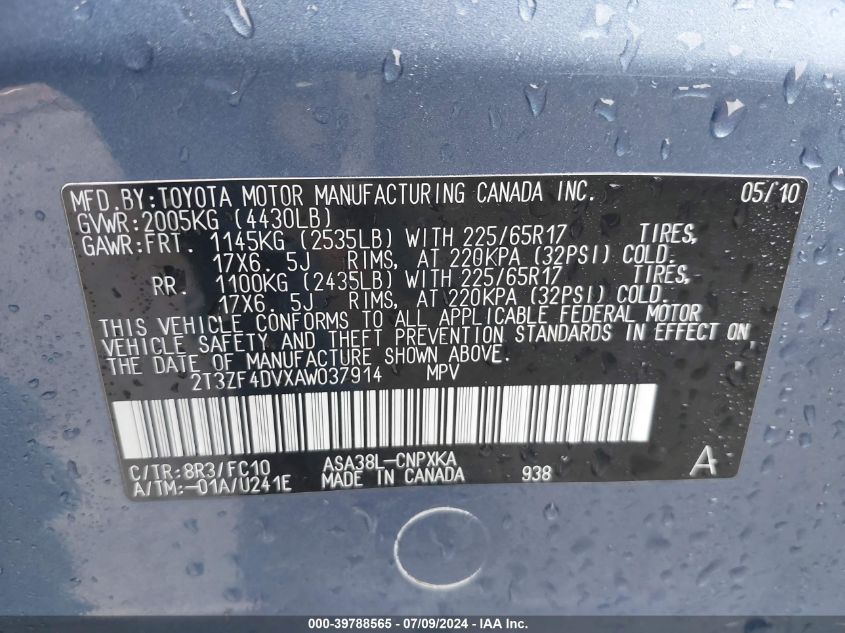 MFD. BY: TOYOTA MOTOR MANUFACTURING CANADA INC. 05/10
GVWR: 2005KG (4430LB)
GAWR: FRT. 1145KG (2535LB) WITH 225/65R17 TIRES,
17X6. 5J RIMS, AT 220KPA (32PSI) COLD.
RR. 1100KG (2435LB) WITH 225/65R17 TIRES,
17X6. 5J RIMS, AT 220KPA (32PSI) COLD.
THIS VEHICLE CONFORMS TO ALL APPLICABLE FEDERAL MOTOR
VEHICLE SAFETY AND THEFT PREVENTION STANDARDS IN EFFECT ON
THE DATE OF MANUFACTURE SHOWN ABOVE.
2T3ZF4DVXAW037914 MPV
C/TR: 8R3/FC10 ASA38L-CNPXKA 938 A
A/TM: -01A/U241E MADE IN CANADA
000-39788565 / 07/09/2024 - IAA Inc.